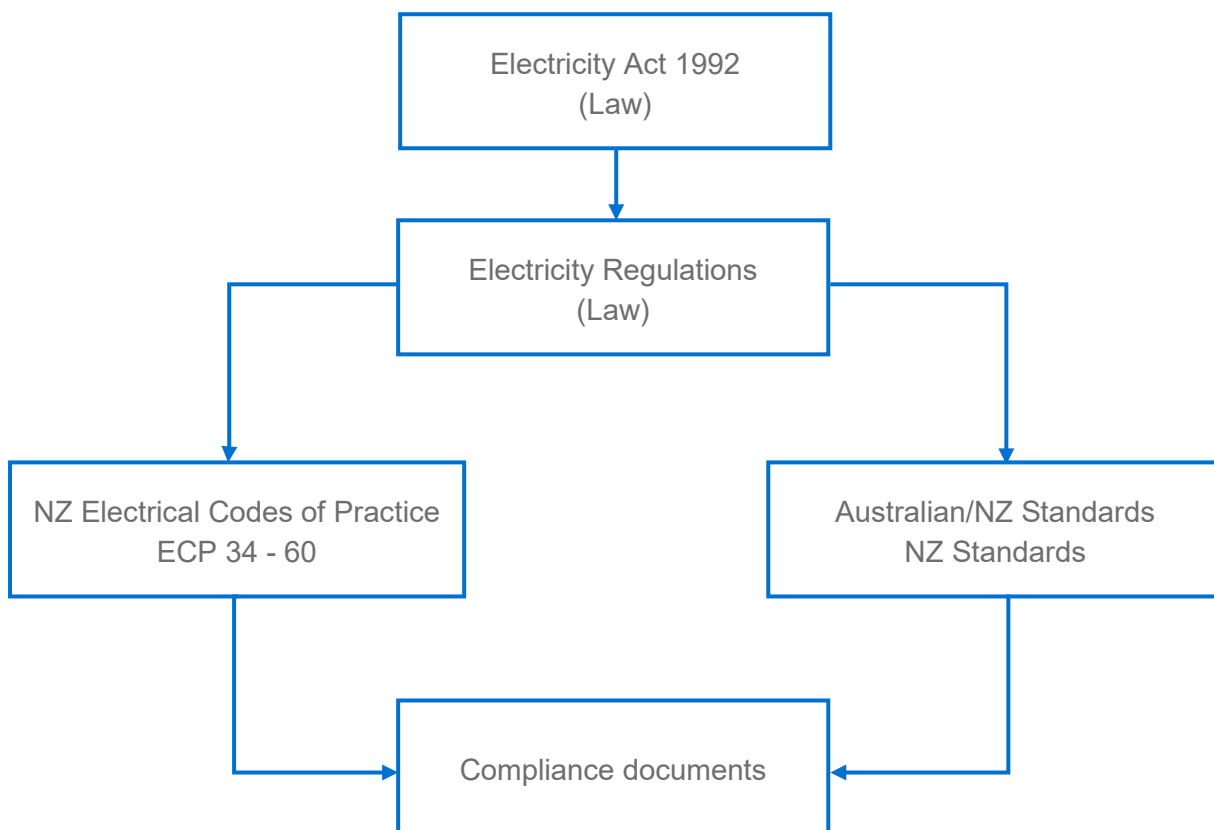 Electricity Act 1992
(Law)
Electricity Regulations
(Law)
NZ Electrical Codes of Practice
ECP 34 - 60
Australian/NZ Standards
NZ Standards
Compliance documents